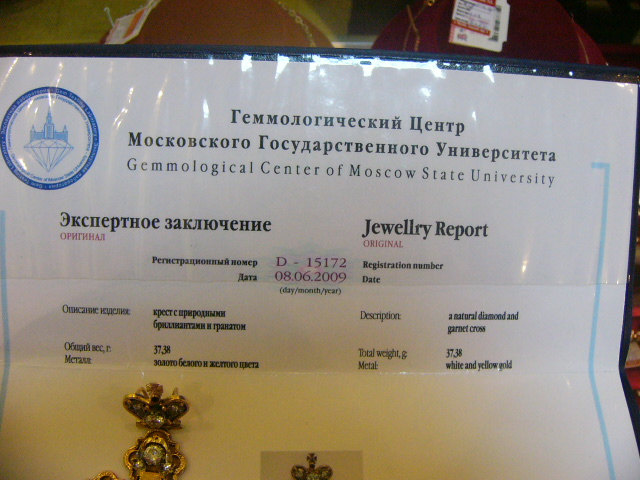 Геммологический Центр
Московского Государственного Университета
Gemmological Center of Moscow State University
Экспертное заключение
ОРИГИНАЛ
Jewellry Report
ORIGINAL
Регистрационный номер D - 15172 Registration number
Дата 08.06.2009 Date
(day/month/year)
Описание изделия: крест с природными
бриллиантами и гранатом
Description: a natural diamond and
garnet cross
Общий вес, г: 37,38 Total weight, g: 37,38
Металл: золото белого и желтого цвета Metal: white and yellow gold